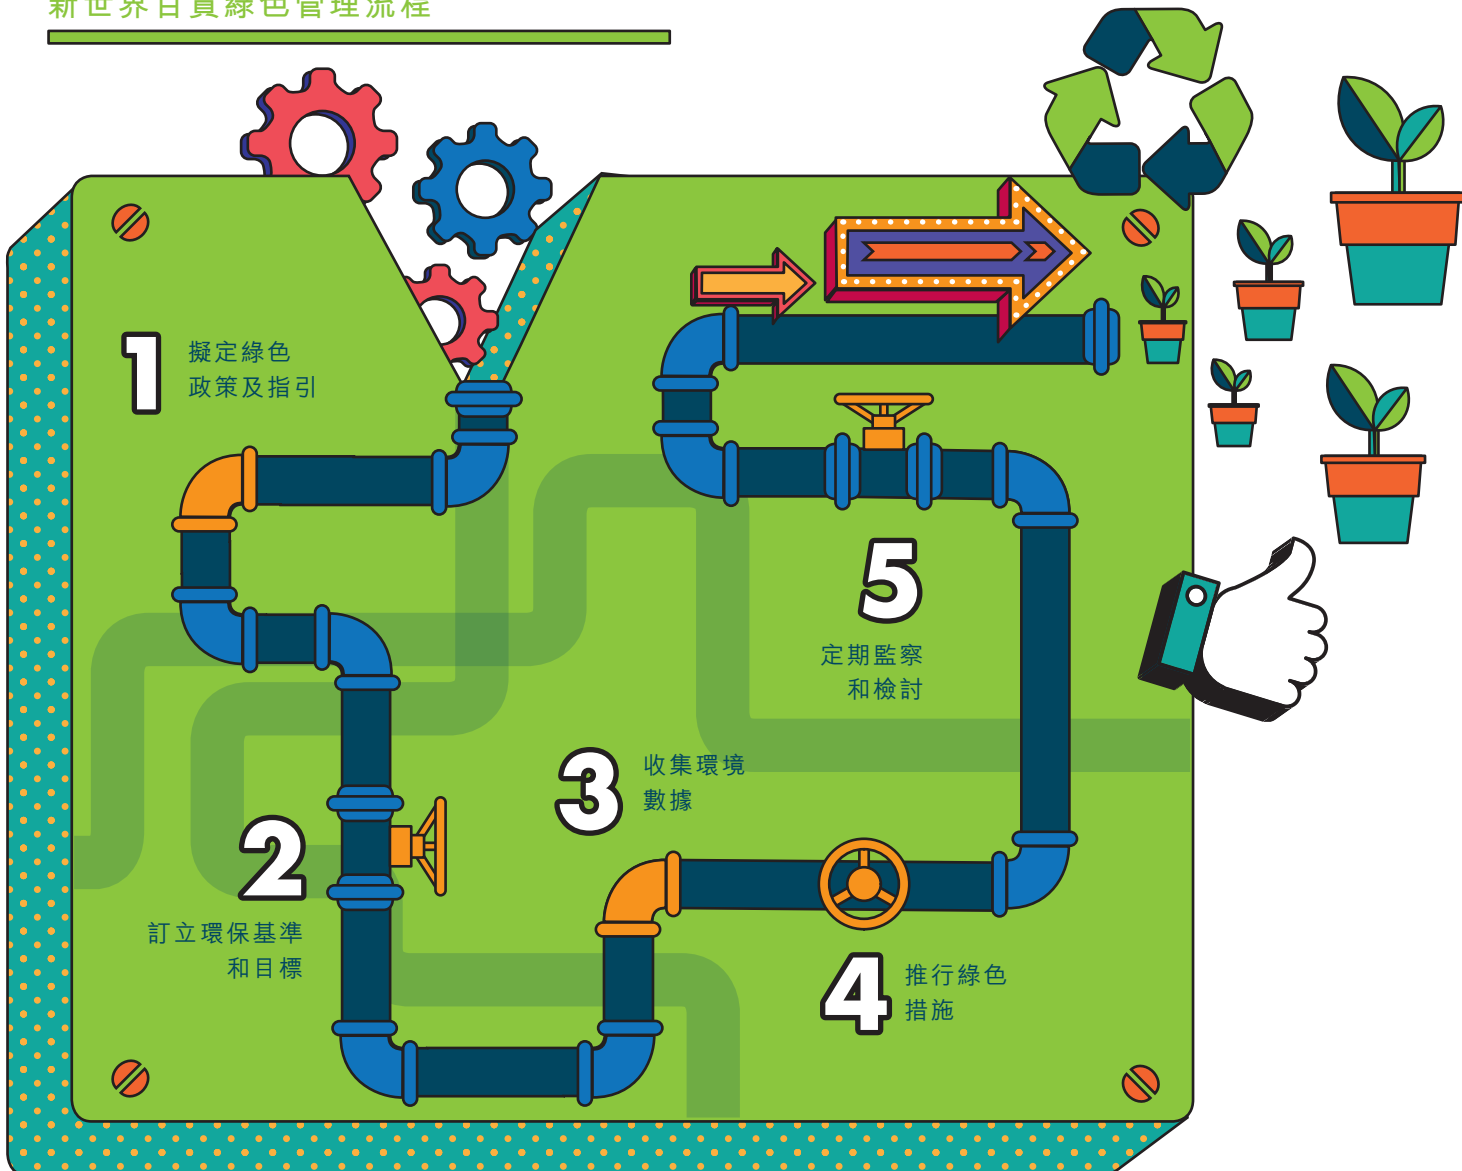 新世界百貨綠色管理流程
1
擬定綠色
政策及指引
2
訂立環保基準
和目標
3
收集環境
數據
4
推行綠色
措施
5
定期監察
和檢討